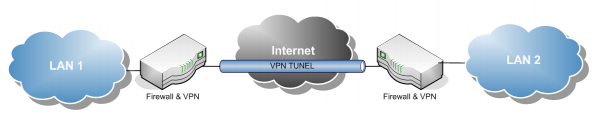 LAN 1
Internet
VPN TUNEL
LAN 2
Firewall & VPN
Firewall & VPN